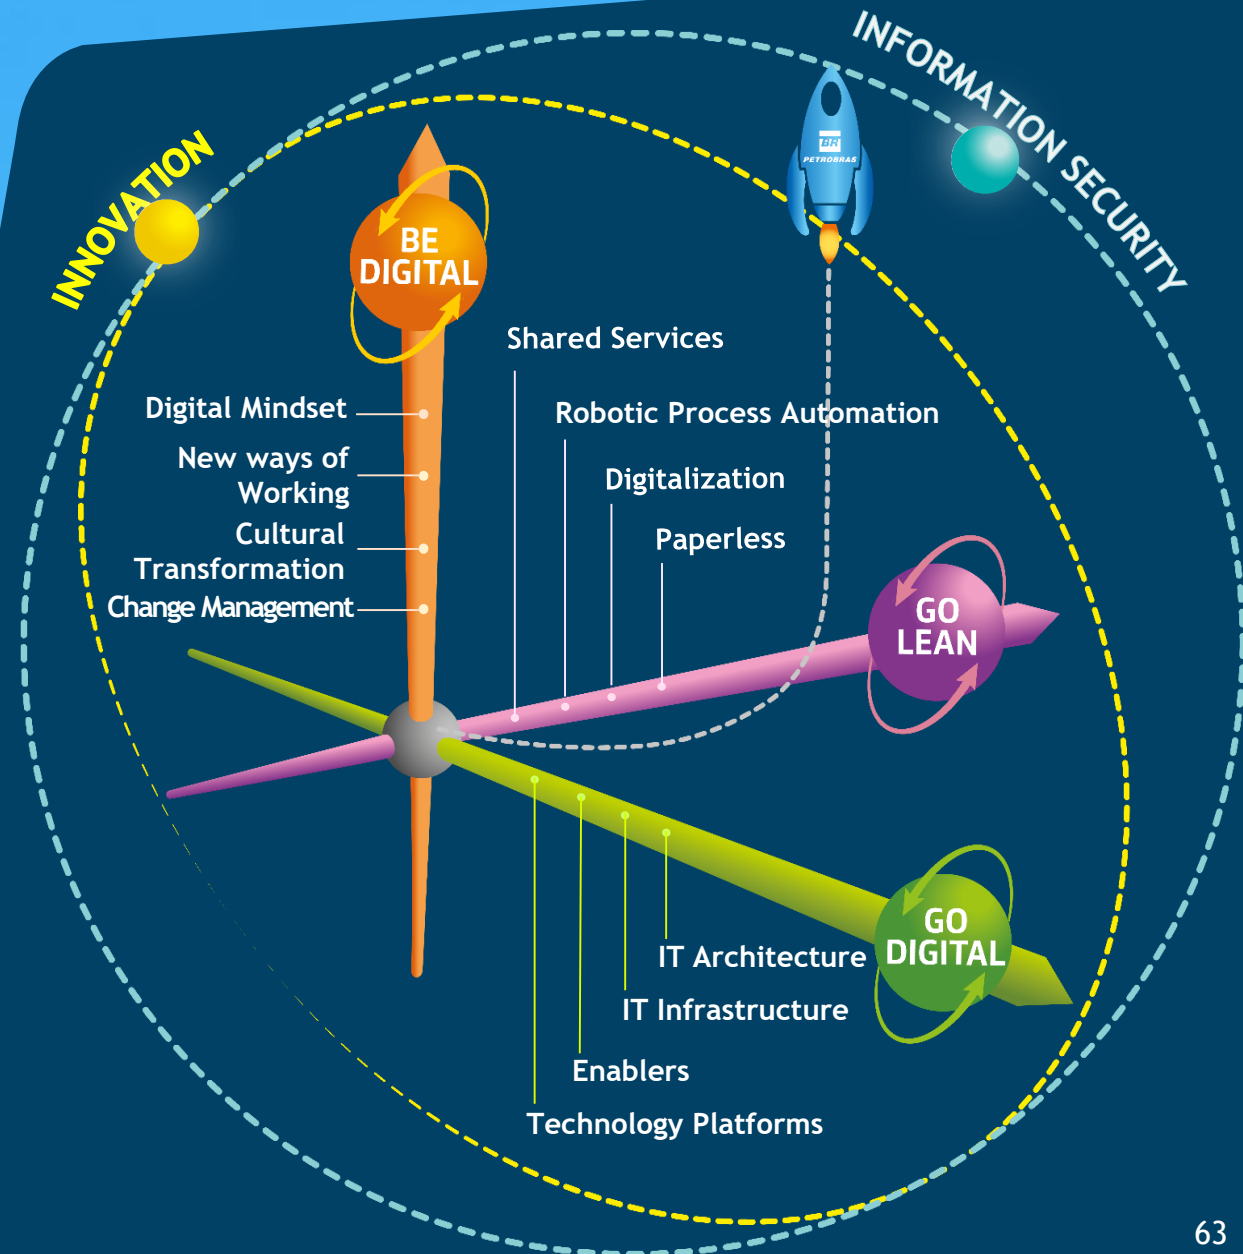 INNOVATION
INFORMATION SECURITY
BR
PETROBRAS
BE
DIGITAL
Shared Services
Digital Mindset
Robotic Process Automation
New ways of
Working
Digitalization
Cultural
Transformation
Paperless
Change Management
GO
LEAN
GO
DIGITAL
IT Architecture
IT Infrastructure
Enablers
Technology Platforms
63